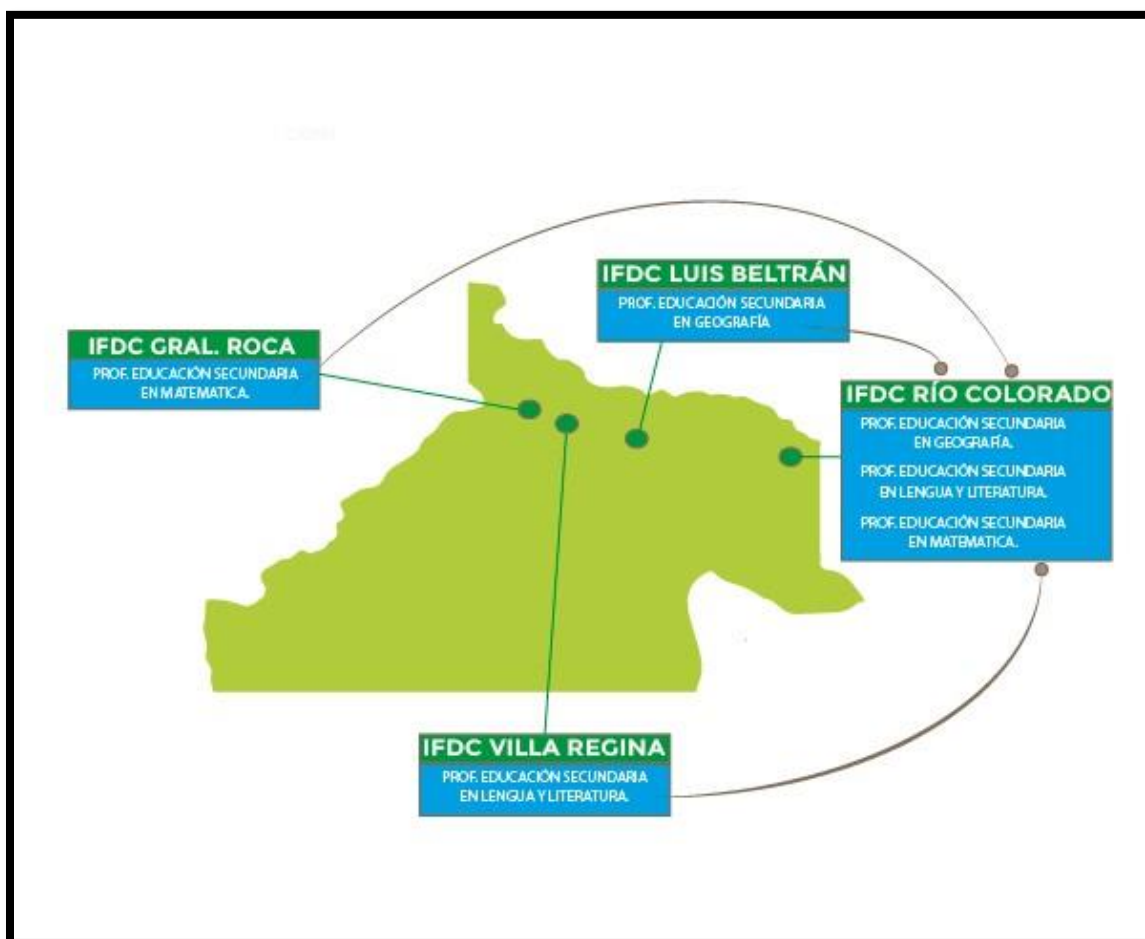 IFDC LUIS BELTRÁN
PROF. EDUCACIÓN SECUNDARIA
EN GEOGRAFÍA
IFDC GRAL. ROCA
PROF. EDUCACIÓN SECUNDARIA
EN MATEMATICA.
IFDC RÍO COLORADO
PROF. EDUCACIÓN SECUNDARIA
EN GEOGRAFÍA.
PROF. EDUCACIÓN SECUNDARIA
EN LENGUA Y LITERATURA.
PROF. EDUCACIÓN SECUNDARIA
EN MATEMATICA.
IFDC VILLA REGINA
PROF. EDUCACIÓN SECUNDARIA
EN LENGUA Y LITERATURA.